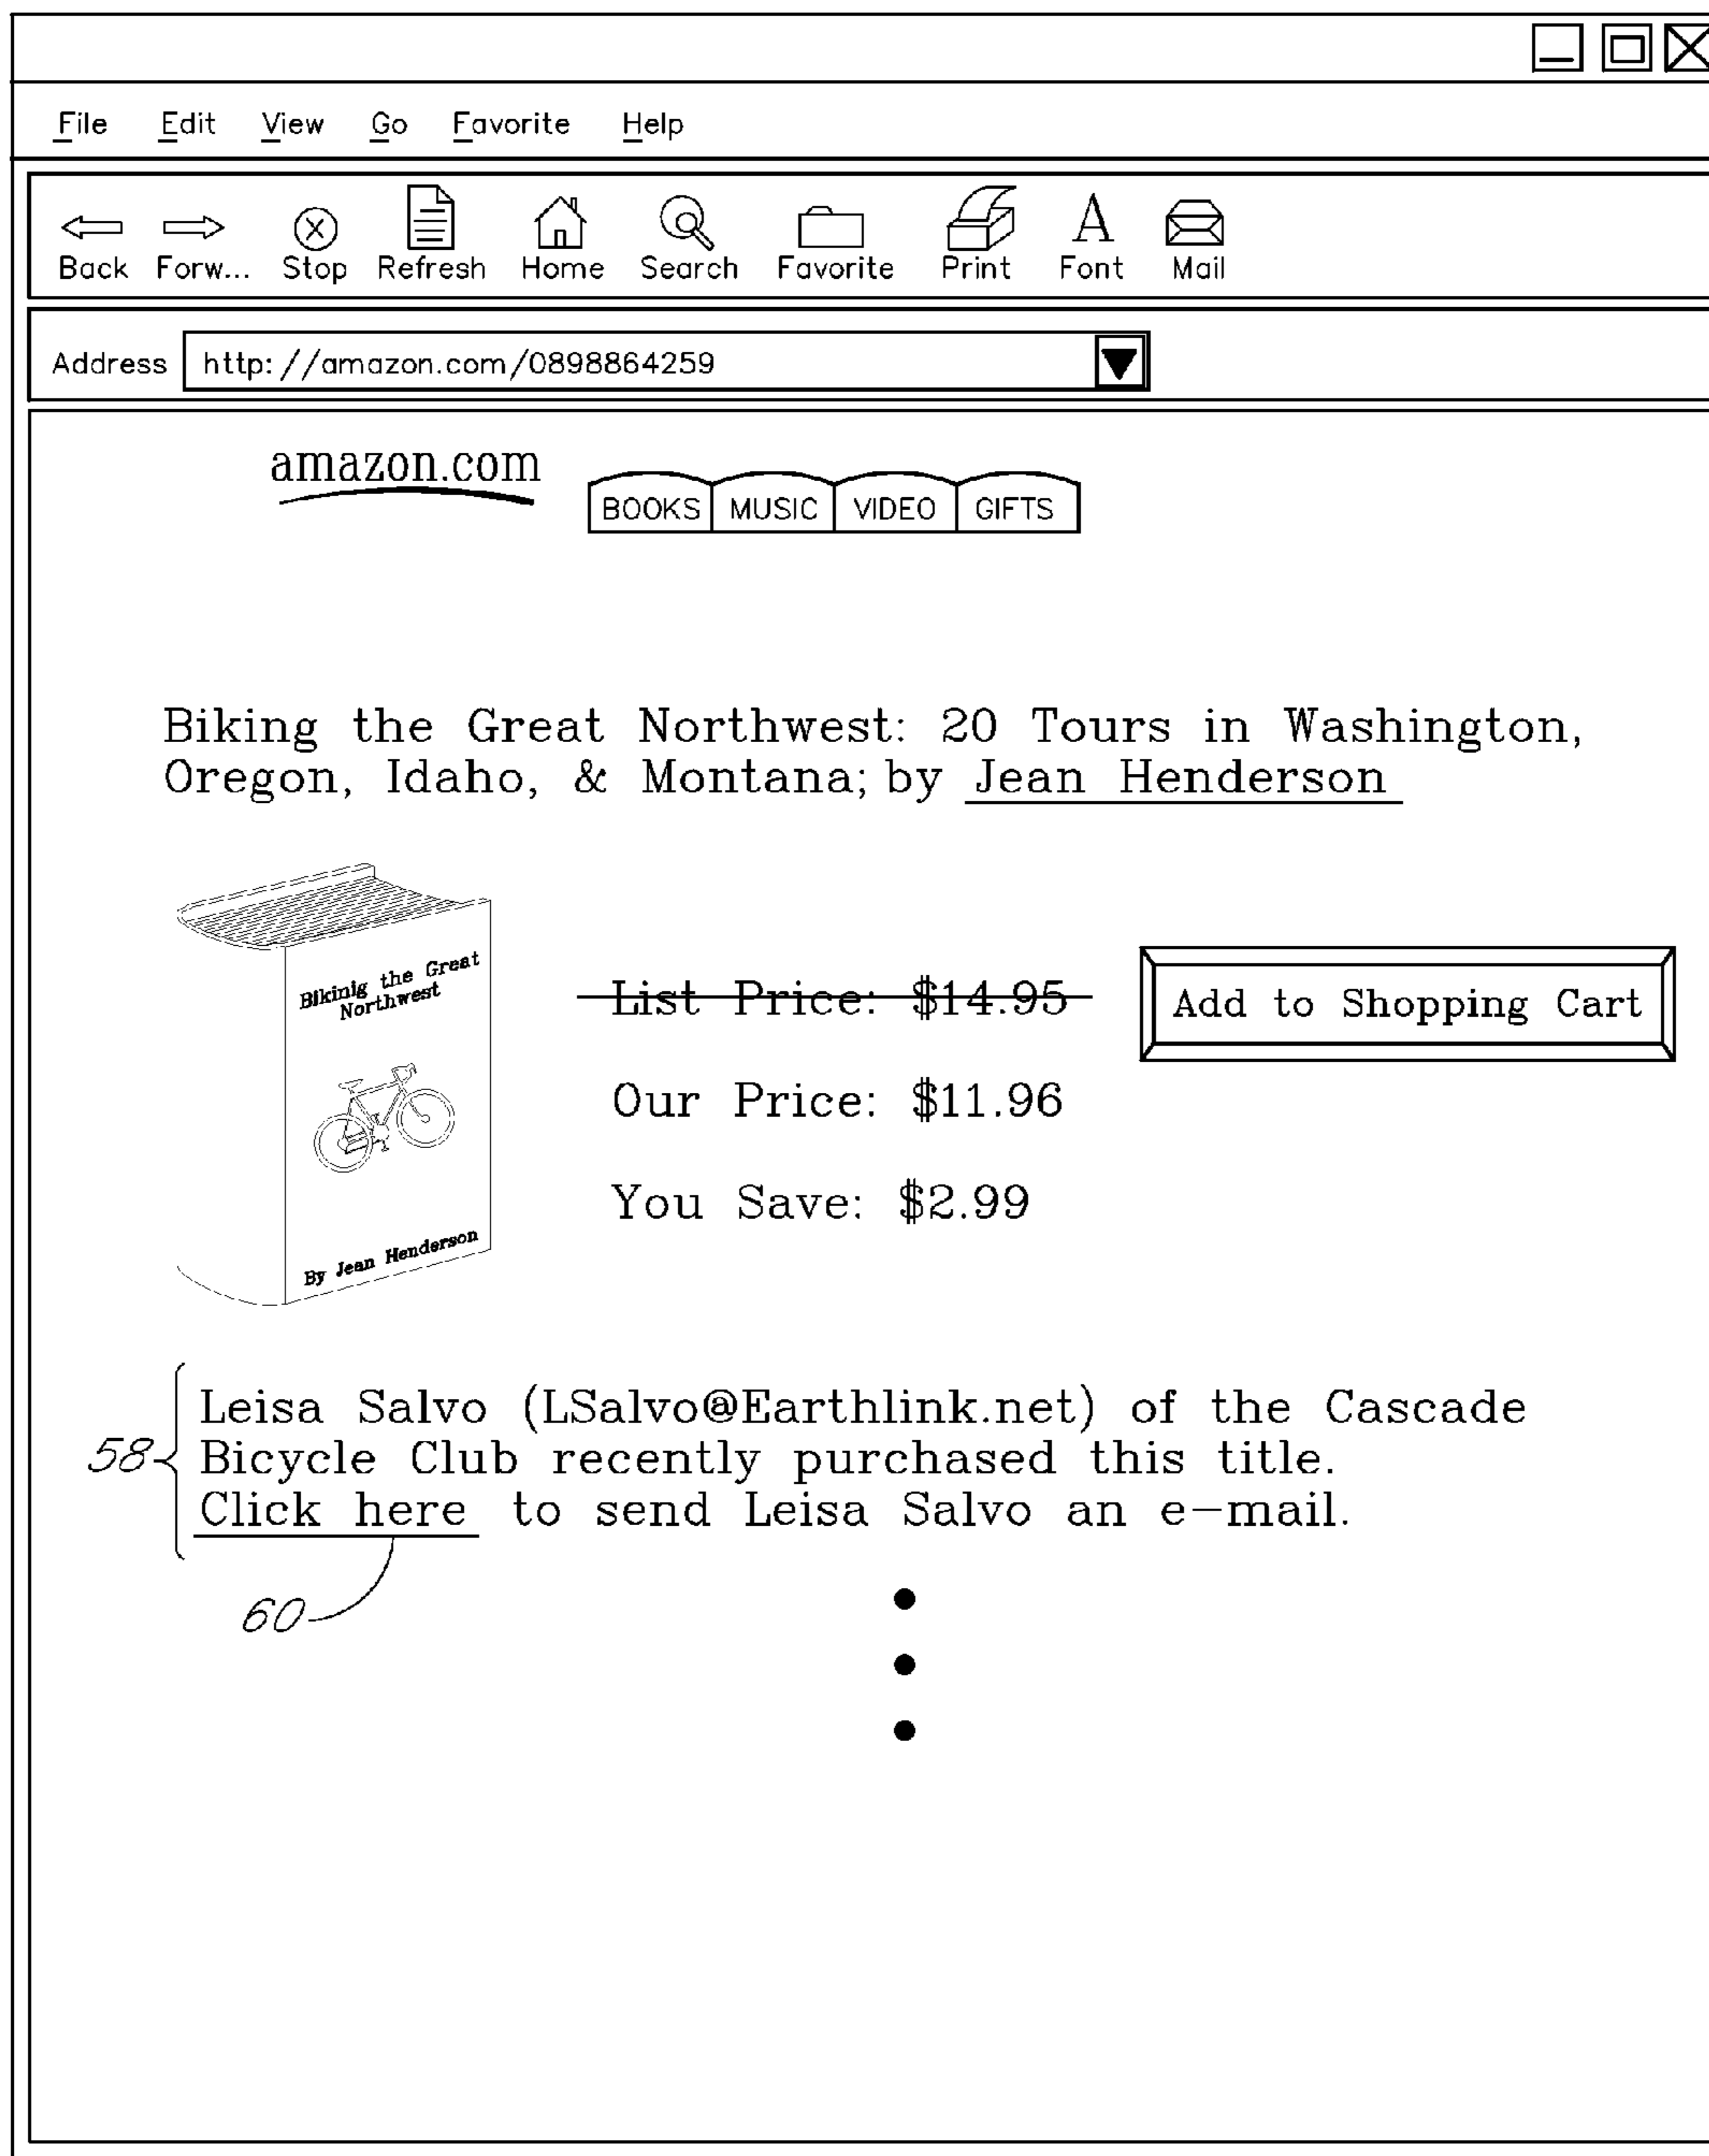 File Edit View Go Favorite Help
Back Forw... Stop Refresh Home Search Favorite Print Font Mail
Address http://amazon.com/0898864259
amazon.com
BOOKS MUSIC VIDEO GIFTS
Biking the Great Northwest: 20 Tours in Washington,
Oregon, Idaho, & Montana; by Jean Henderson
Bikinig the Great
Northwest
By Jean Henderson
List Price: $14.95
Add to Shopping Cart
Our Price: $11.96
You Save: $2.99
58
Leisa Salvo (LSalvo@Earthlink.net) of the Cascade
Bicycle Club recently purchased this title.
Click here to send Leisa Salvo an e-mail.
60